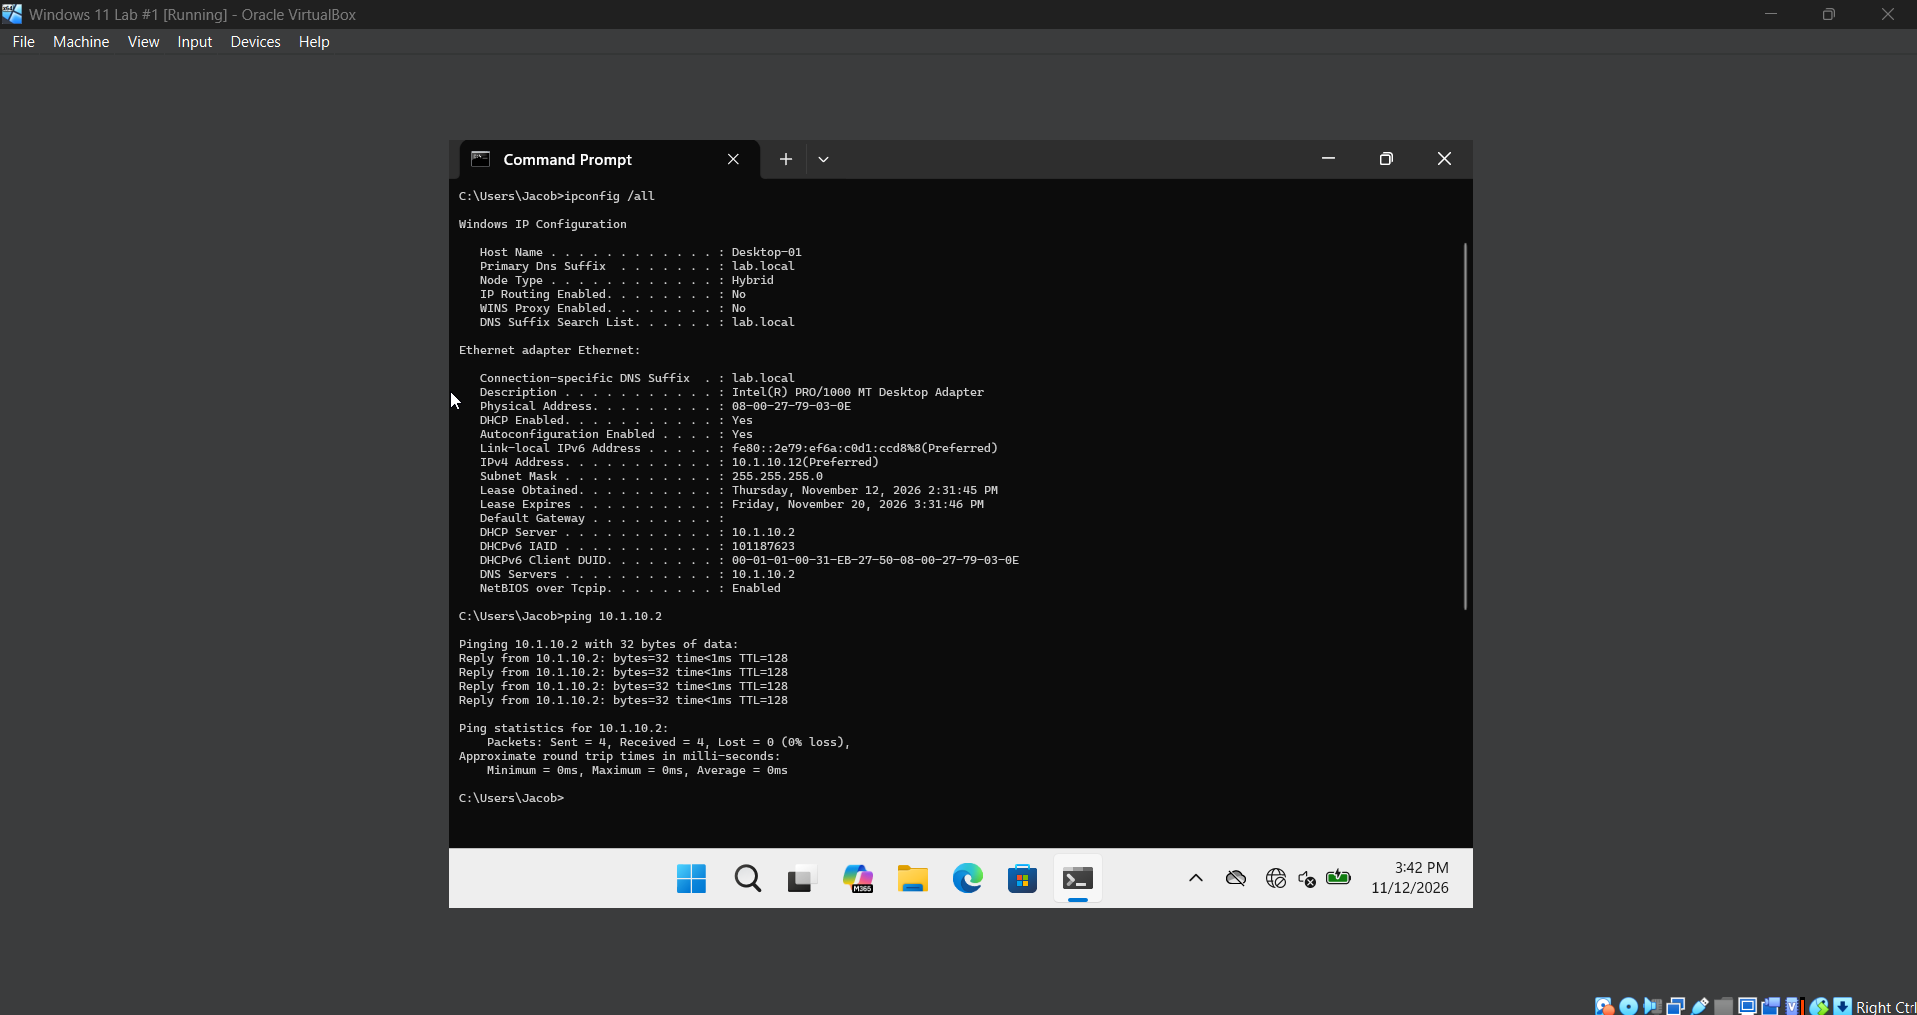 Windows 11 Lab #1 [Running] - Oracle VirtualBox
File Machine View Input Devices Help
Command Prompt
C:\Users\Jacob>ipconfig /all
Windows IP Configuration
Host Name . . . . . . . . . . . . : Desktop-01
Primary Dns Suffix . . . . . . . : lab.local
Node Type . . . . . . . . . . . . : Hybrid
IP Routing Enabled. . . . . . . . : No
WINS Proxy Enabled. . . . . . . . : No
DNS Suffix Search List. . . . . . : lab.local
Ethernet adapter Ethernet:
Connection-specific DNS Suffix . : lab.local
Description . . . . . . . . . . . : Intel(R) PRO/1000 MT Desktop Adapter
Physical Address. . . . . . . . . : 08-00-27-79-03-0E
DHCP Enabled. . . . . . . . . . . : Yes
Autoconfiguration Enabled . . . . : Yes
Link-local IPv6 Address . . . . . : fe80::2e79:ef6a:c0d1:ccd8%8(Preferred)
IPv4 Address. . . . . . . . . . . : 10.1.10.12(Preferred)
Subnet Mask . . . . . . . . . . . : 255.255.255.0
Lease Obtained. . . . . . . . . . : Thursday, November 12, 2026 2:31:45 PM
Lease Expires . . . . . . . . . . : Friday, November 20, 2026 3:31:46 PM
Default Gateway . . . . . . . . . :
DHCP Server . . . . . . . . . . . : 10.1.10.2
DHCPv6 IAID . . . . . . . . . . . : 101187623
DHCPv6 Client DUID. . . . . . . . : 00-01-01-00-31-EB-27-50-08-00-27-79-03-0E
DNS Servers . . . . . . . . . . . : 10.1.10.2
NetBIOS over Tcpip. . . . . . . . : Enabled
C:\Users\Jacob>ping 10.1.10.2
Pinging 10.1.10.2 with 32 bytes of data:
Reply from 10.1.10.2: bytes=32 time<1ms TTL=128
Reply from 10.1.10.2: bytes=32 time<1ms TTL=128
Reply from 10.1.10.2: bytes=32 time<1ms TTL=128
Reply from 10.1.10.2: bytes=32 time<1ms TTL=128
Ping statistics for 10.1.10.2:
Packets: Sent = 4, Received = 4, Lost = 0 (0% loss),
Approximate round trip times in milli-seconds:
Minimum = 0ms, Maximum = 0ms, Average = 0ms
C:\Users\Jacob>
M365
3:42 PM
11/12/2026
Right Ctrl